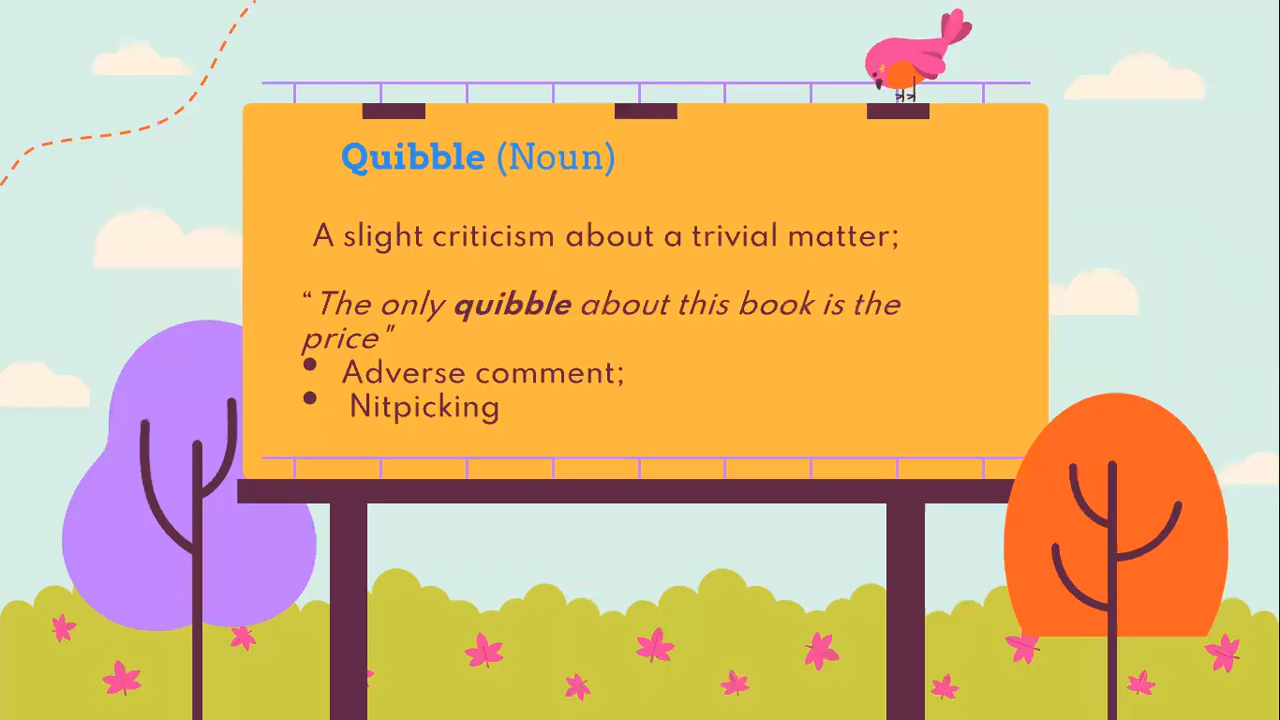 Quibble (Noun)
A slight criticism about a trivial matter;
“ The only quibble about this book is the
price"
• Adverse comment;
• Nitpicking